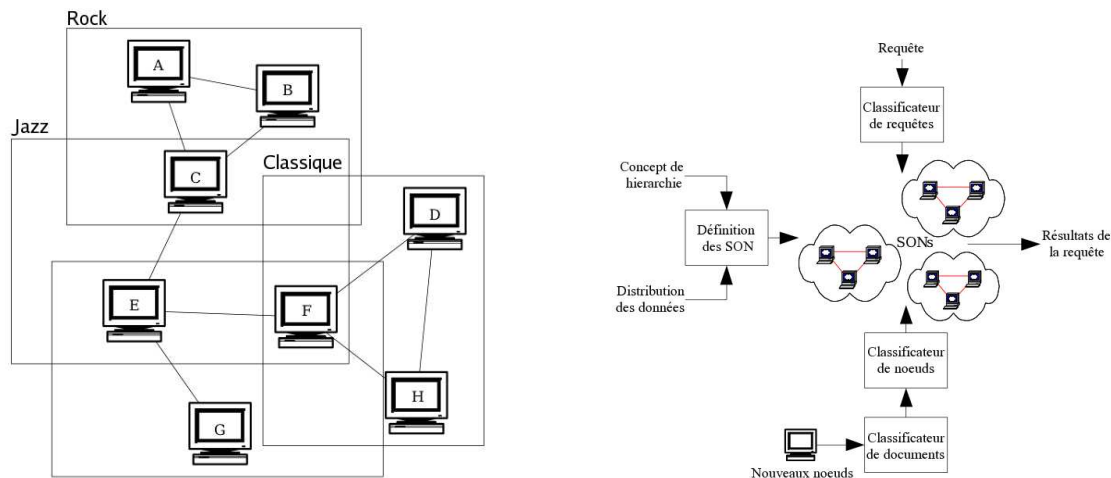 Rock
A
B
Jazz
C
Classique
D
E
F
H
G
Requête
Classificateur
de requêtes
Concept de
hierarchie
Définition
des SON
SONs
Résultats de
la requête
Distribution
des données
Classificateur
de noeuds
Classificateur
de documents
Nouveaux noeuds